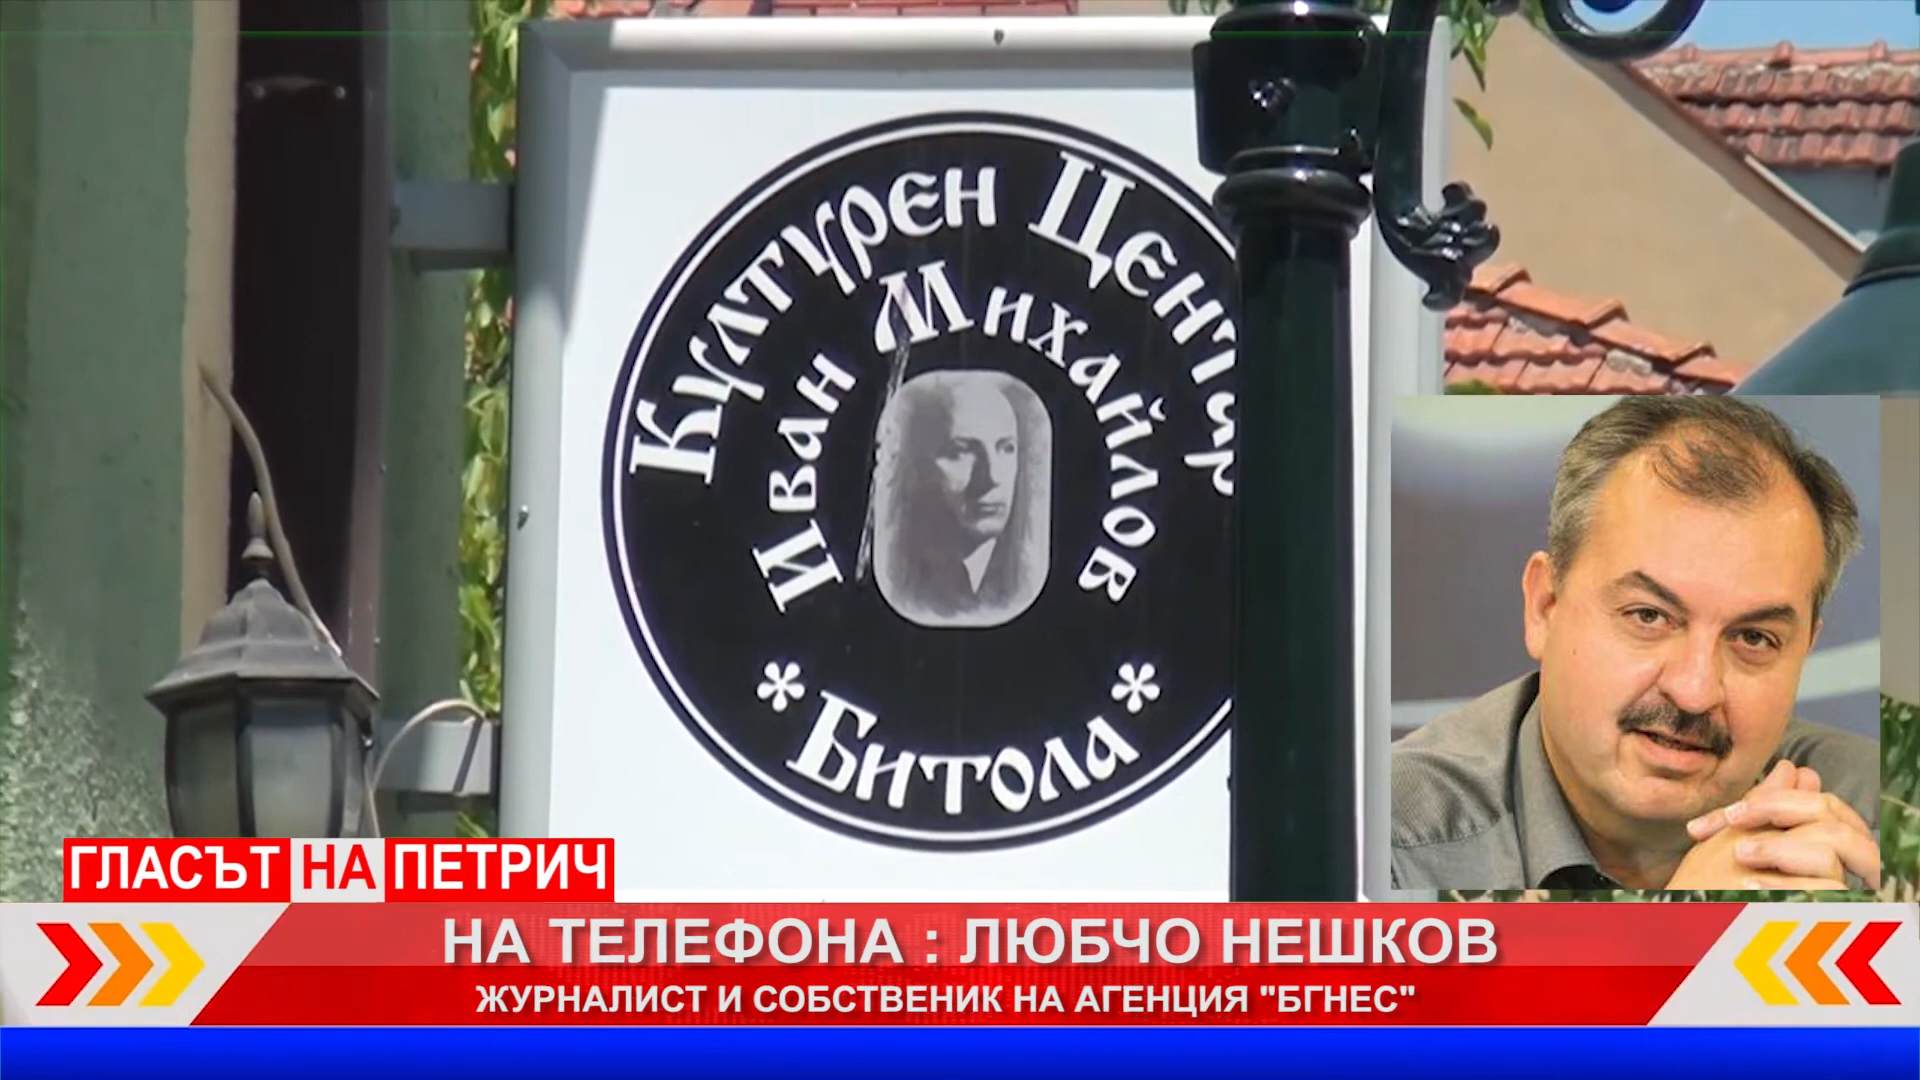 Културен Център
Иван Михайлов
* Битола *
ГЛАСЪТ НА ПЕТРИЧ
НА ТЕЛЕФОНА : ЛЮБЧО НЕШКОВ
ЖУРНАЛИСТ И СОБСТВЕНИК НА АГЕНЦИЯ "БГНЕС"